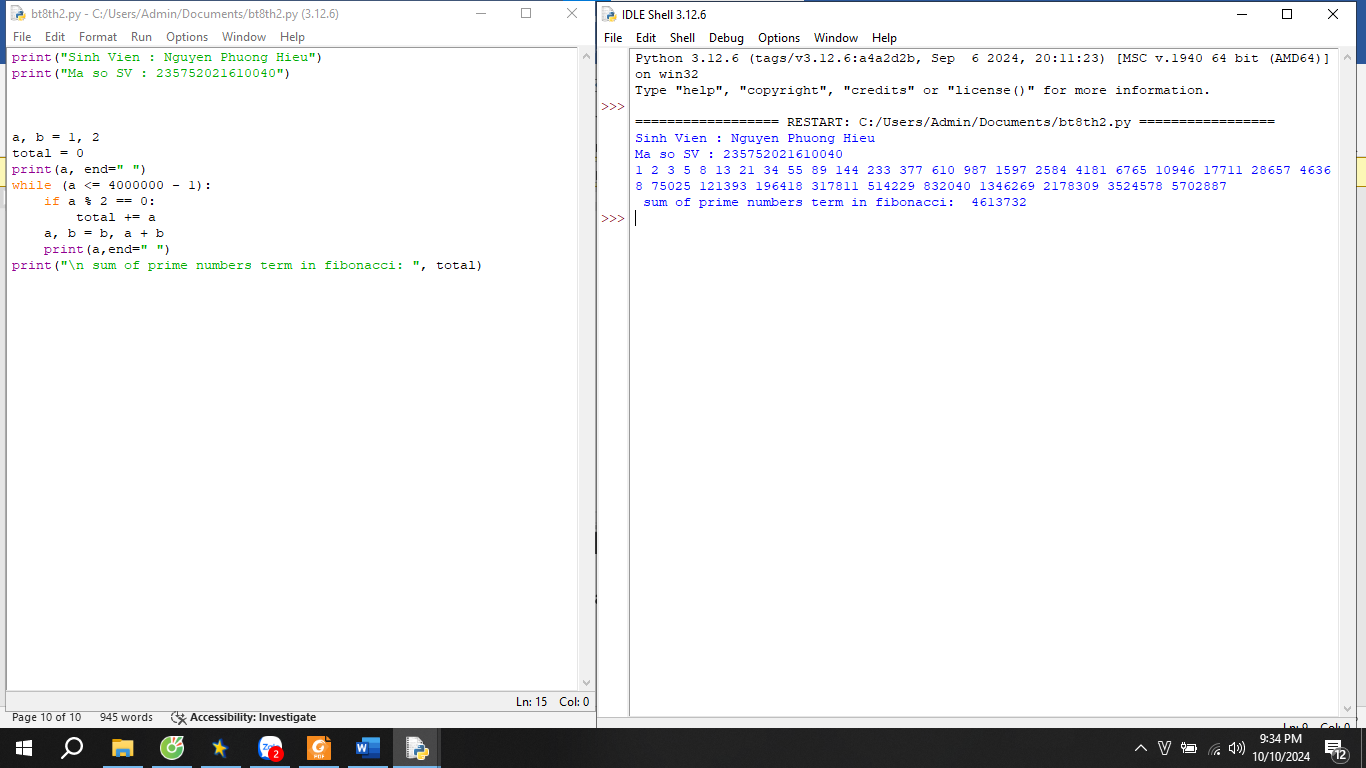 bt8th2.py - C:/Users/Admin/Documents/bt8th2.py (3.12.6)
File Edit Format Run Options Window Help
print("Sinh Vien : Nguyen Phuong Hieu")
print("Ma so SV : 235752021610040")
a, b = 1, 2
total = 0
print(a, end=" ")
while (a <= 4000000 - 1):
    if a % 2 == 0:
        total += a
    a, b = b, a + b
    print(a,end=" ")
print("\n sum of prime numbers term in fibonacci: ", total)
Ln: 15 Col: 0
Page 10 of 10 945 words Accessibility: Investigate
IDLE Shell 3.12.6
File Edit Shell Debug Options Window Help
Python 3.12.6 (tags/v3.12.6:a4a2d2b, Sep  6 2024, 20:11:23) [MSC v.1940 64 bit (AMD64)]
on win32
Type "help", "copyright", "credits" or "license()" for more information.
>>>
================== RESTART: C:/Users/Admin/Documents/bt8th2.py =================
Sinh Vien : Nguyen Phuong Hieu
Ma so SV : 235752021610040
1 2 3 5 8 13 21 34 55 89 144 233 377 610 987 1597 2584 4181 6765 10946 17711 28657 4636
8 75025 121393 196418 317811 514229 832040 1346269 2178309 3524578 5702887
 sum of prime numbers term in fibonacci:  4613732
>>>
Ln: 9 Col: 0
Zalo
2
PDF
W
V
9:34 PM
10/10/2024
12